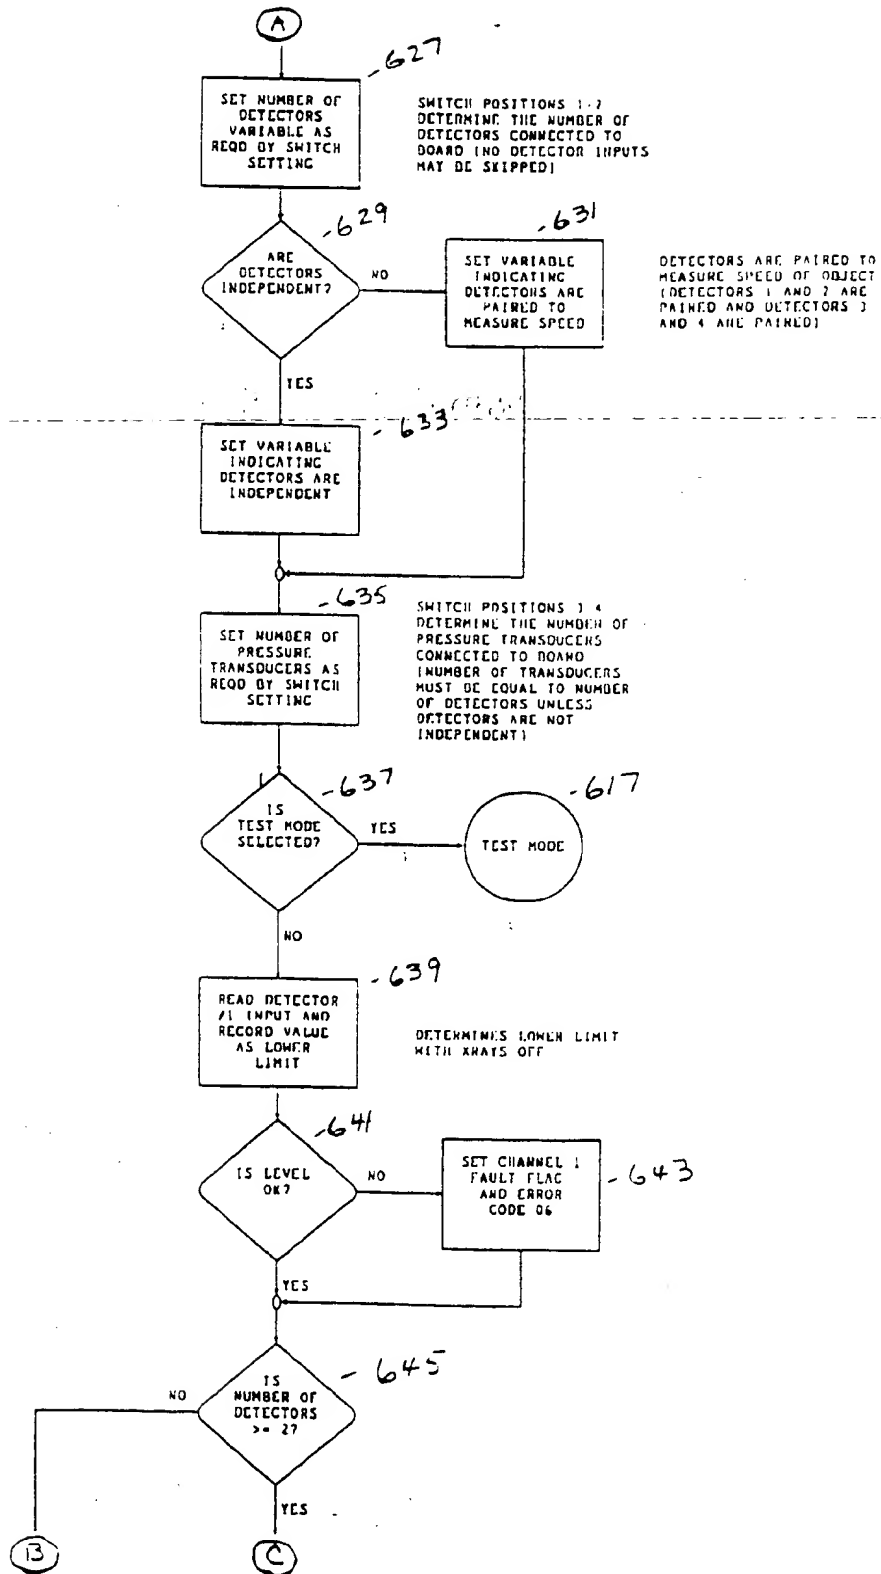 A
-627
SET NUMBER OF
DETECTORS
VARIABLE AS
REQD BY SWITCH
SETTING
SWITCH POSITIONS 1-2
DETERMINE THE NUMBER OF
DETECTORS CONNECTED TO
BOARD (NO DETECTOR INPUTS
MAY BE SKIPPED)
-629
ARE
DETECTORS
INDEPENDENT?
NO
YES
-631
SET VARIABLE
INDICATING
DETECTORS ARE
PAIRED TO
MEASURE SPEED
DETECTORS ARE PAIRED TO
MEASURE SPEED OF OBJECT
(DETECTORS 1 AND 2 ARE
PAIRED AND DETECTORS 3
AND 4 ARE PAIRED)
-633
SET VARIABLE
INDICATING
DETECTORS ARE
INDEPENDENT
-635
SET NUMBER OF
PRESSURE
TRANSDUCERS AS
REQD BY SWITCH
SETTING
SWITCH POSITIONS 3-4
DETERMINE THE NUMBER OF
PRESSURE TRANSDUCERS
CONNECTED TO BOARD
(NUMBER OF TRANSDUCERS
MUST BE EQUAL TO NUMBER
OF DETECTORS UNLESS
DETECTORS ARE NOT
INDEPENDENT)
-637
IS
TEST MODE
SELECTED?
YES
NO
-617
TEST MODE
-639
READ DETECTOR
#1 INPUT AND
RECORD VALUE
AS LOWER
LIMIT
DETERMINES LOWER LIMIT
WITH XRAYS OFF
-641
IS LEVEL
OK?
NO
YES
SET CHANNEL 1
FAULT FLAG
AND ERROR
CODE 06
-643
-645
IS
NUMBER OF
DETECTORS
>= 2?
NO
YES
B
C